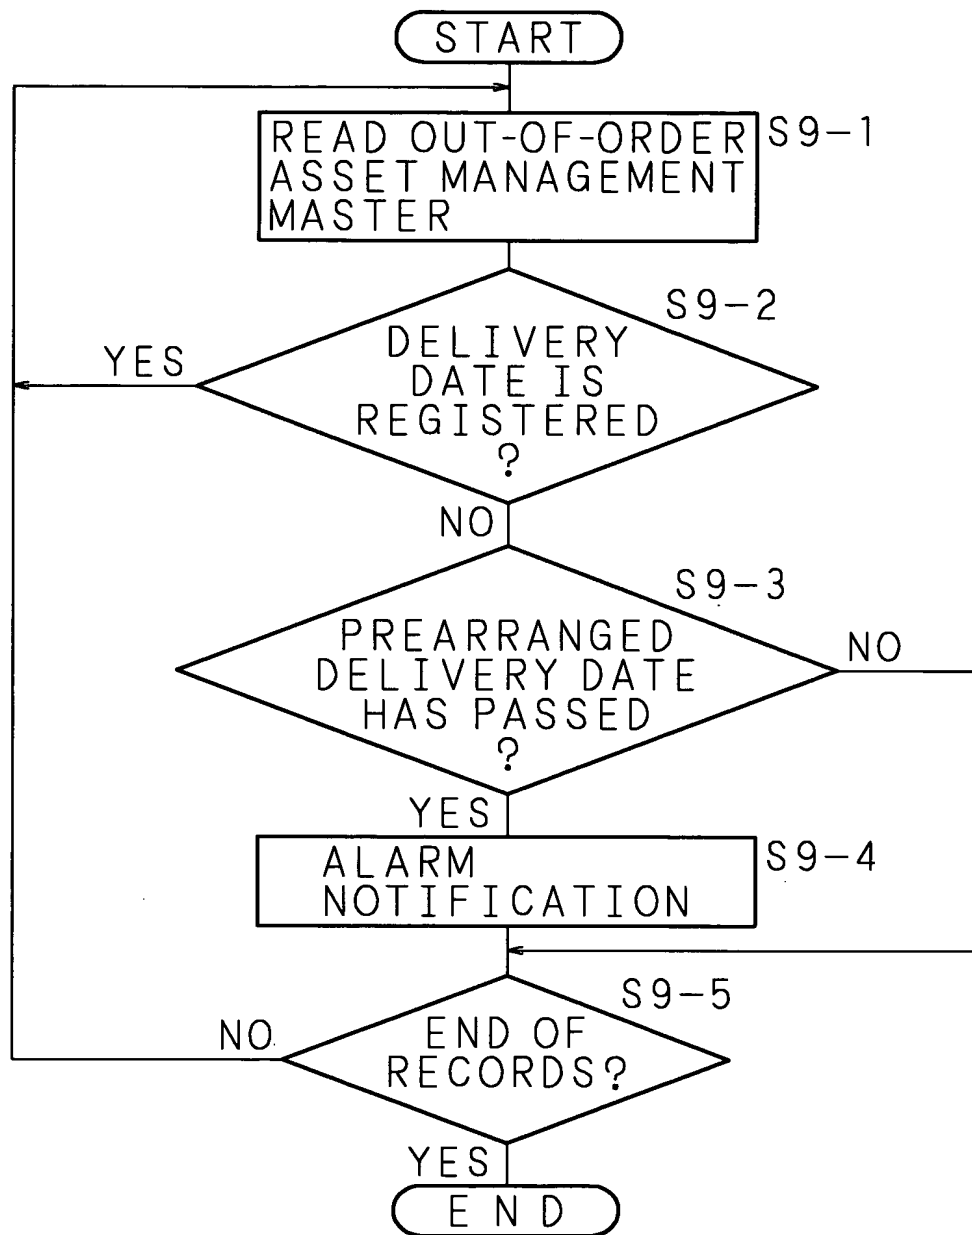 START
READ OUT-OF-ORDER
ASSET MANAGEMENT
MASTER
S9-1
S9-2
YES
DELIVERY
DATE IS
REGISTERED
?
NO
S9-3
PREARRANGED
DELIVERY DATE
HAS PASSED
?
NO
YES
ALARM
NOTIFICATION
S9-4
S9-5
NO
END OF
RECORDS?
YES
END